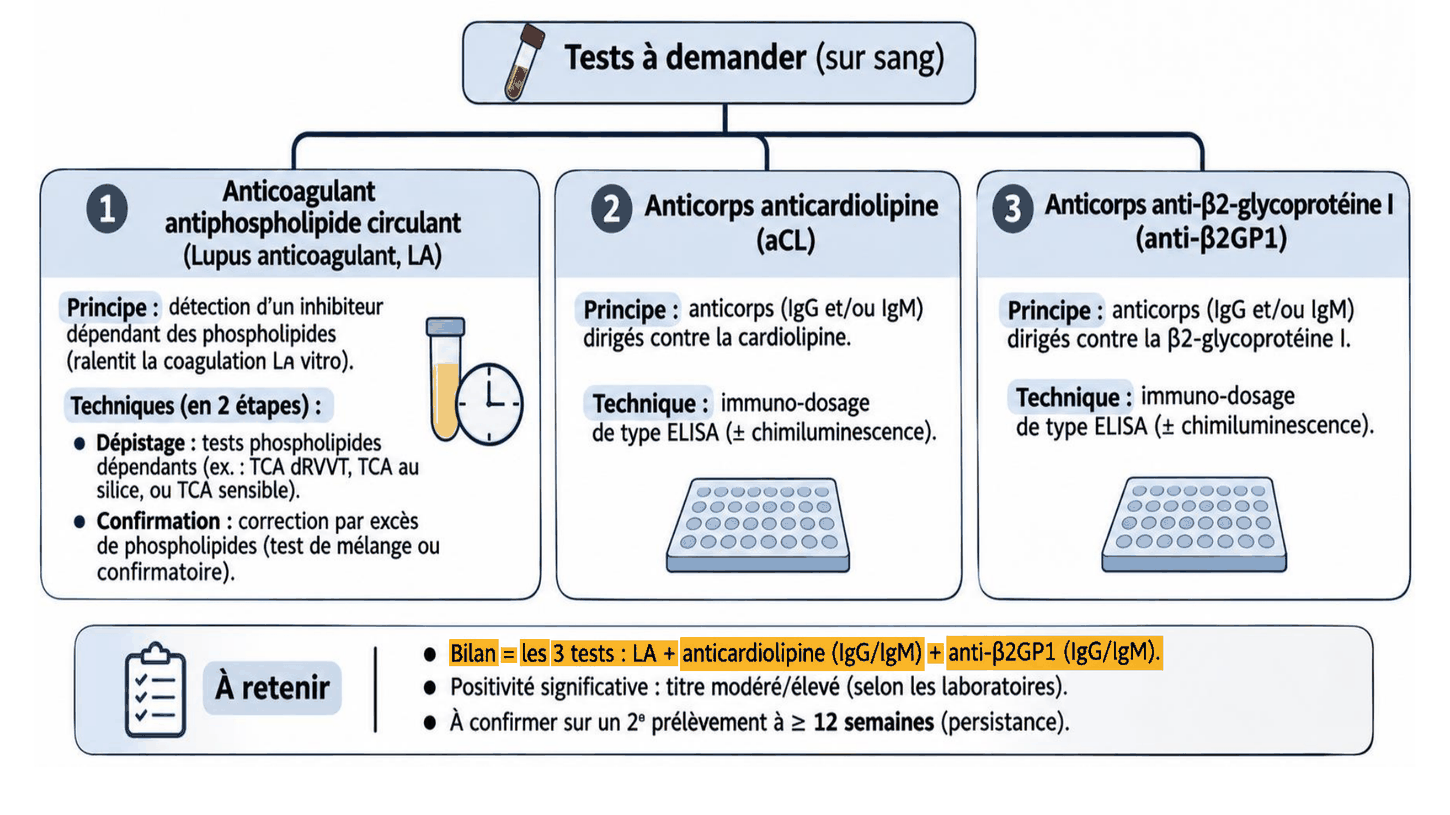 Tests à demander (sur sang)
1
Anticoagulant
antiphospholipide circulant
(Lupus anticoagulant, LA)
Principe : détection d'un inhibiteur
dépendant des phospholipides
(ralentit la coagulation LA vitro).
Techniques (en 2 étapes) :
• Dépistage : tests phospholipides
dépendants (ex. : TCA dRVVT, TCA au
silice, ou TCA sensible).
• Confirmation : correction par excès
de phospholipides (test de mélange ou
confirmatoire).
2
Anticorps anticardiolipine
(aCL)
Principe : anticorps (IgG et/ou IgM)
dirigés contre la cardiolipine.
Technique : immuno-dosage
de type ELISA (± chimiluminescence).
3
Anticorps anti-β2-glycoprotéine I
(anti-β2GP1)
Principe : anticorps (IgG et/ou IgM)
dirigés contre la β2-glycoprotéine I.
Technique : immuno-dosage
de type ELISA (± chimiluminescence).
À retenir
• Bilan = les 3 tests : LA + anticardiolipine (IgG/IgM) + anti-β2GP1 (IgG/IgM).
• Positivité significative : titre modéré/élevé (selon les laboratoires).
• À confirmer sur un 2ᵉ prélèvement à ≥ 12 semaines (persistance).